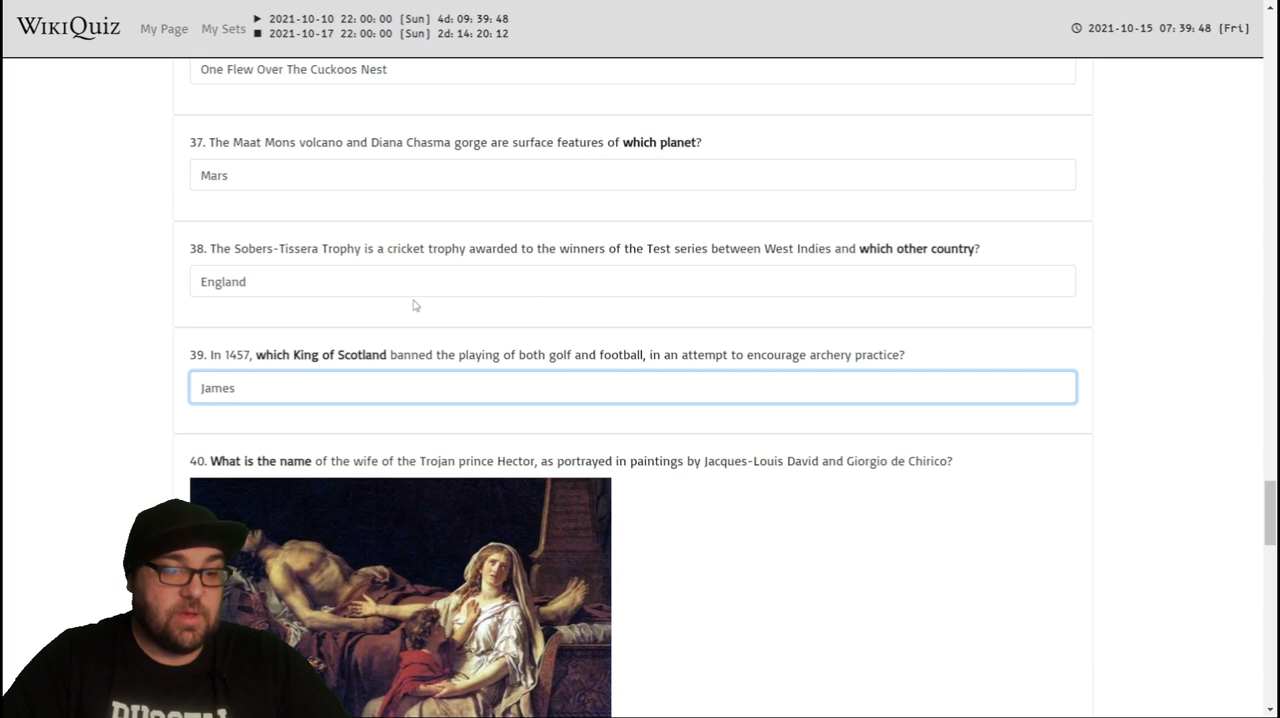 WIKIQUIZ
My Page
My Sets
2021-10-10 22:00:00 [Sun] 4d:09:39:48
2021-10-17 22:00:00 [Sun] 2d:14:20:12
2021-10-15 07:39:48 [Fri]
One Flew Over The Cuckoos Nest
37. The Maat Mons volcano and Diana Chasma gorge are surface features of which planet?
Mars
38. The Sobers-Tissera Trophy is a cricket trophy awarded to the winners of the Test series between West Indies and which other country?
England
39. In 1457, which King of Scotland banned the playing of both golf and football, in an attempt to encourage archery practice?
James
40. What is the name of the wife of the Trojan prince Hector, as portrayed in paintings by Jacques-Louis David and Giorgio de Chirico?